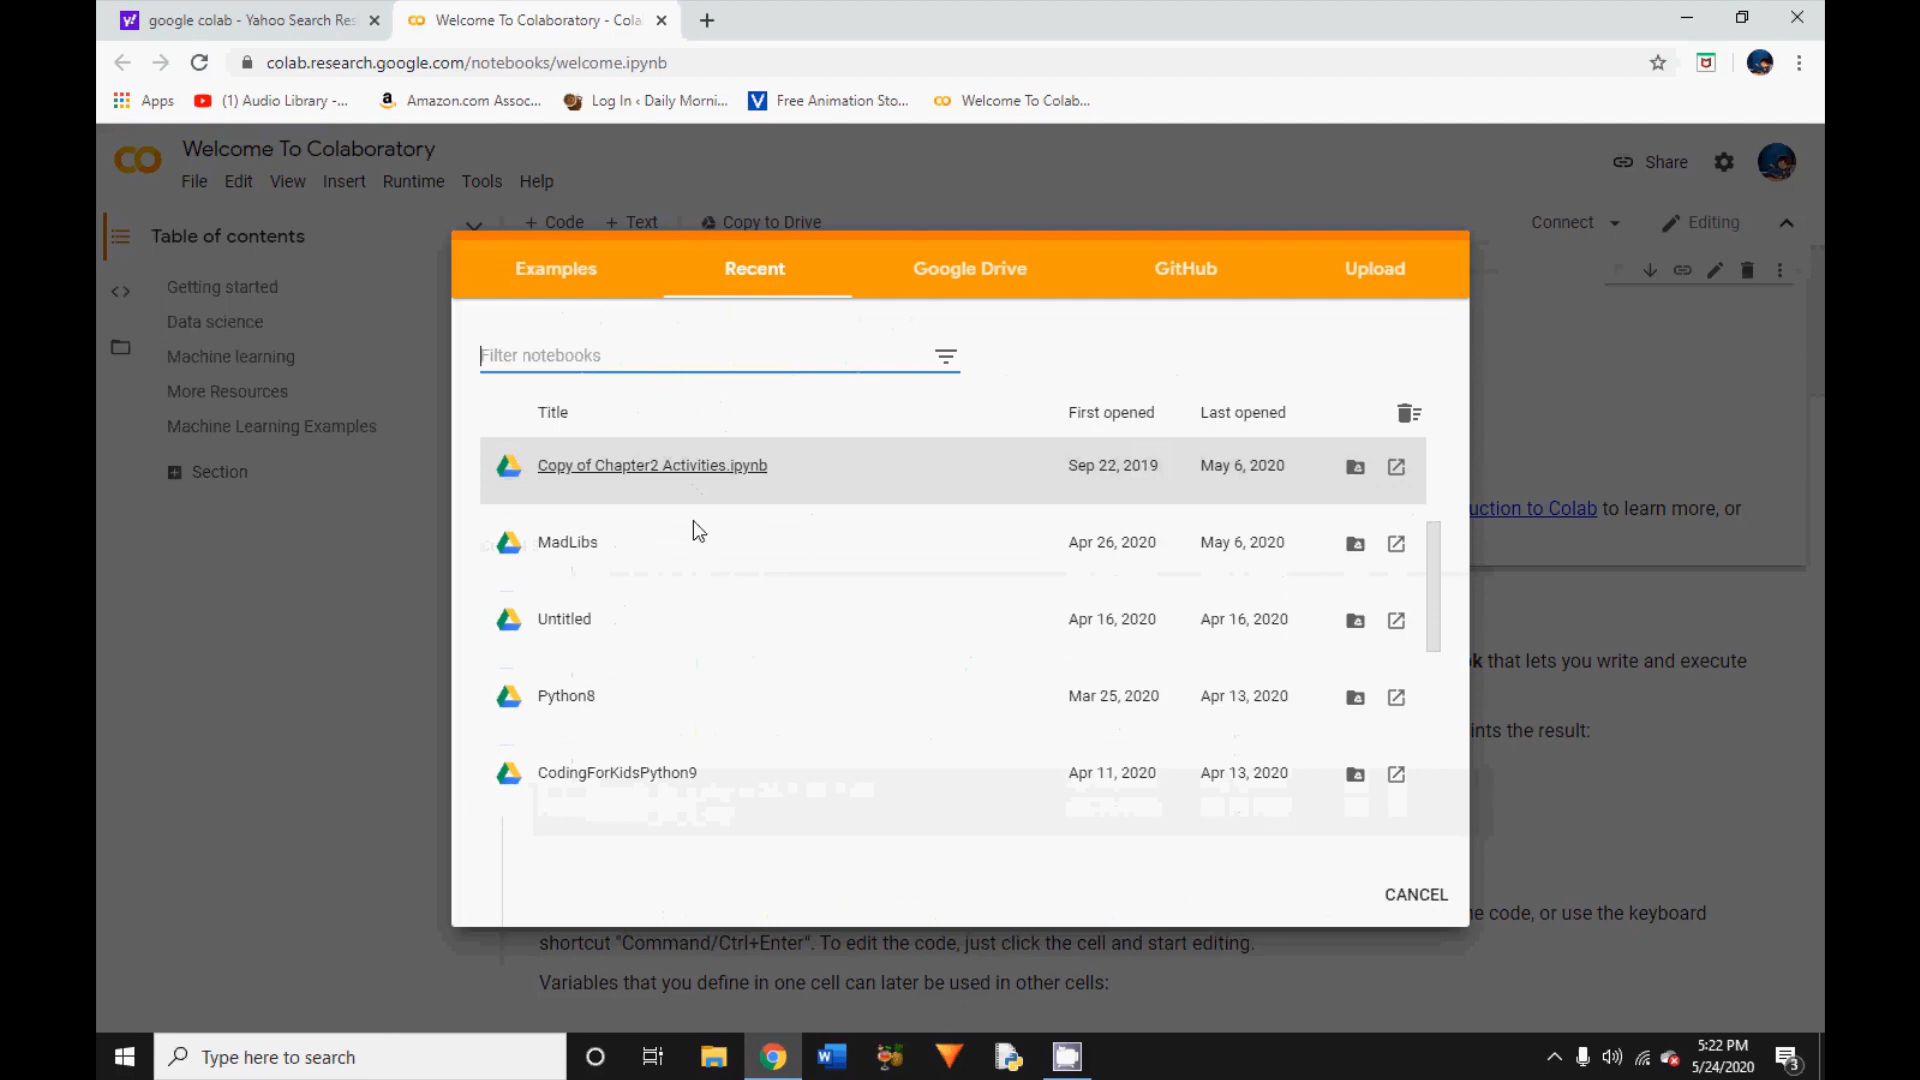 google colab - Yahoo Search Res
Welcome To Colaboratory - Cola
colab.research.google.com/notebooks/welcome.ipynb
Apps
(1) Audio Library -...
Amazon.com Assoc...
Log In ‹ Daily Morni...
Free Animation Sto...
Welcome To Colab...
Welcome To Colaboratory
Share
File Edit View Insert Runtime Tools Help
+ Code + Text Copy to Drive
Connect
Editing
Table of contents
Getting started
Data science
Machine learning
More Resources
Machine Learning Examples
Section
Examples Recent Google Drive GitHub Upload
Filter notebooks
Title First opened Last opened
Copy of Chapter2 Activities.ipynb Sep 22, 2019 May 6, 2020
MadLibs Apr 26, 2020 May 6, 2020
Untitled Apr 16, 2020 Apr 16, 2020
Python8 Mar 25, 2020 Apr 13, 2020
CodingForKidsPython9 Apr 11, 2020 Apr 13, 2020
CANCEL
uction to Colab to learn more, or
k that lets you write and execute
ints the result:
e code, or use the keyboard
shortcut "Command/Ctrl+Enter". To edit the code, just click the cell and start editing.
Variables that you define in one cell can later be used in other cells:
Type here to search
5:22 PM
5/24/2020
3